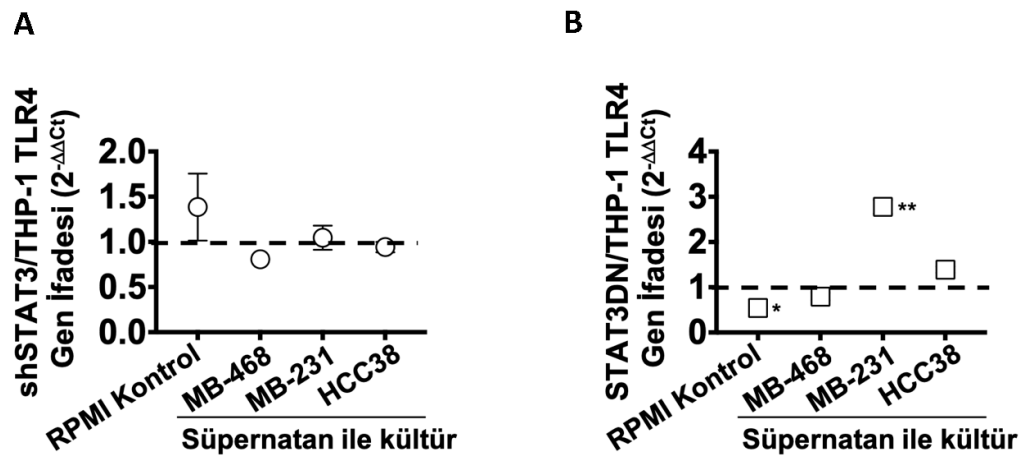 A
shSTAT3/THP-1 TLR4
Gen İfadesi (2-ΔΔCt)
2.0
1.5
1.0
0.5
0.0
RPMI Kontrol
MB-468
MB-231
HCC38
Süpernatan ile kültür
B
STAT3DN/THP-1 TLR4
Gen İfadesi (2-ΔΔCt)
4
3
2
1
0
**
*
RPMI Kontrol
MB-468
MB-231
HCC38
Süpernatan ile kültür